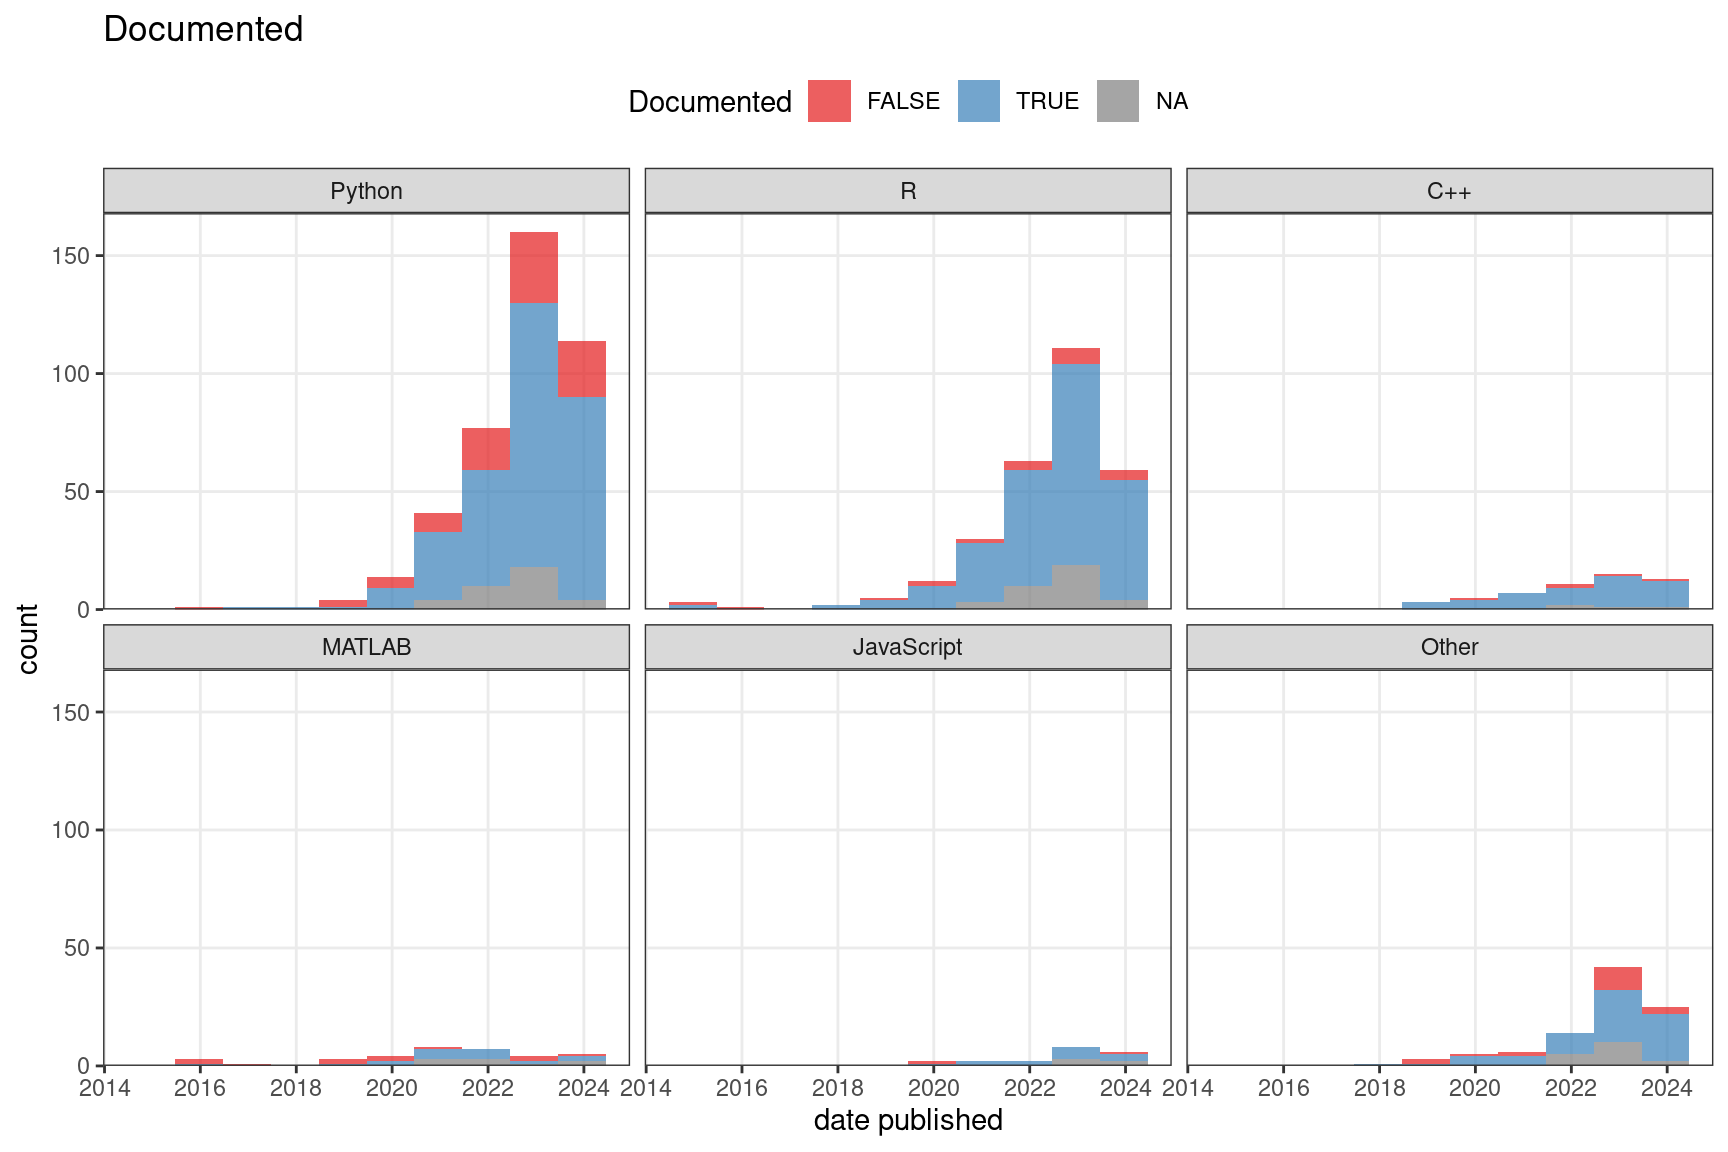 Documented
Documented FALSE TRUE NA
Python R C++
150
100
50
0
count
MATLAB JavaScript Other
150
100
50
0
2014 2016 2018 2020 2022 2024 2014 2016 2018 2020 2022 2024 2014 2016 2018 2020 2022 2024
date published